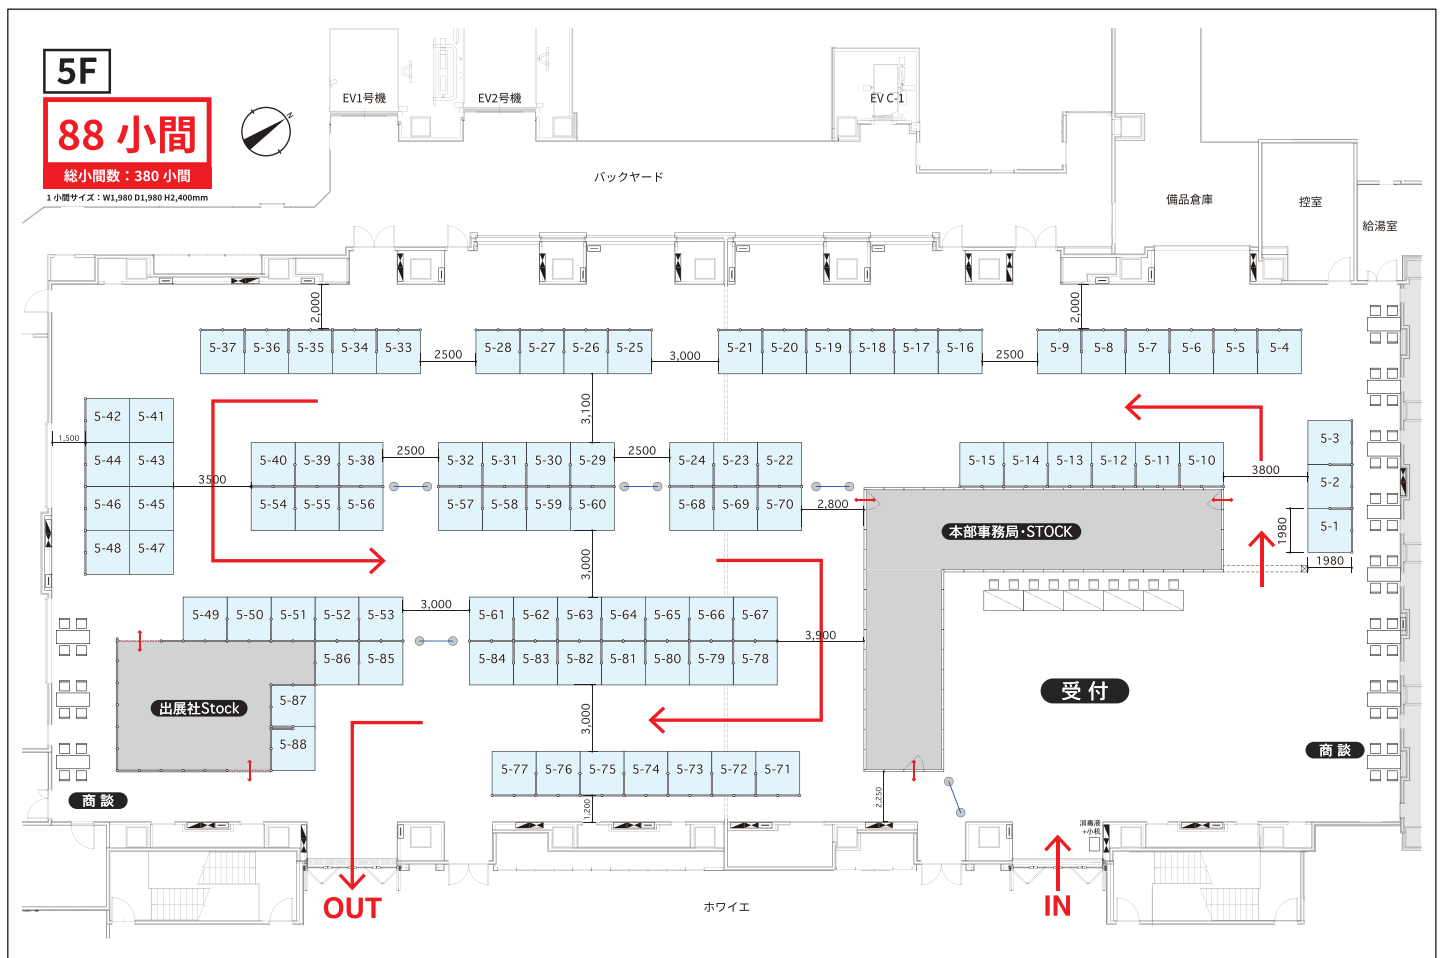 5F
88 小間
総小間数：380 小間
1 小間サイズ：W1,980 D1,980 H2,400mm
N
EV1号機
EV2号機
EV C-1
バックヤード
備品倉庫
控室
給湯室
2,000
2,000
5-37 5-36 5-35 5-34 5-33
2500
5-28 5-27 5-26 5-25
3,000
5-21 5-20 5-19 5-18 5-17 5-16
2500
5-9 5-8 5-7 5-6 5-5 5-4
3,100
5-42 5-41
1,500
5-44 5-43
5-46 5-45
5-48 5-47
3500
5-40 5-39 5-38
5-54 5-55 5-56
2500
5-32 5-31 5-30 5-29
5-57 5-58 5-59 5-60
2500
5-24 5-23 5-22
5-68 5-69 5-70
2,800
5-15 5-14 5-13 5-12 5-11 5-10
3800
5-3
5-2
5-1
1980
1980
本部事務局・STOCK
3,000
5-49 5-50 5-51 5-52 5-53
5-86 5-85
5-87
5-88
3,000
5-61 5-62 5-63 5-64 5-65 5-66 5-67
5-84 5-83 5-82 5-81 5-80 5-79 5-78
3,900
出展社Stock
受付
商談
商談
3,000
5-77 5-76 5-75 5-74 5-73 5-72 5-71
1,200
2,250
消毒液
+小机
OUT
IN
ホワイエ